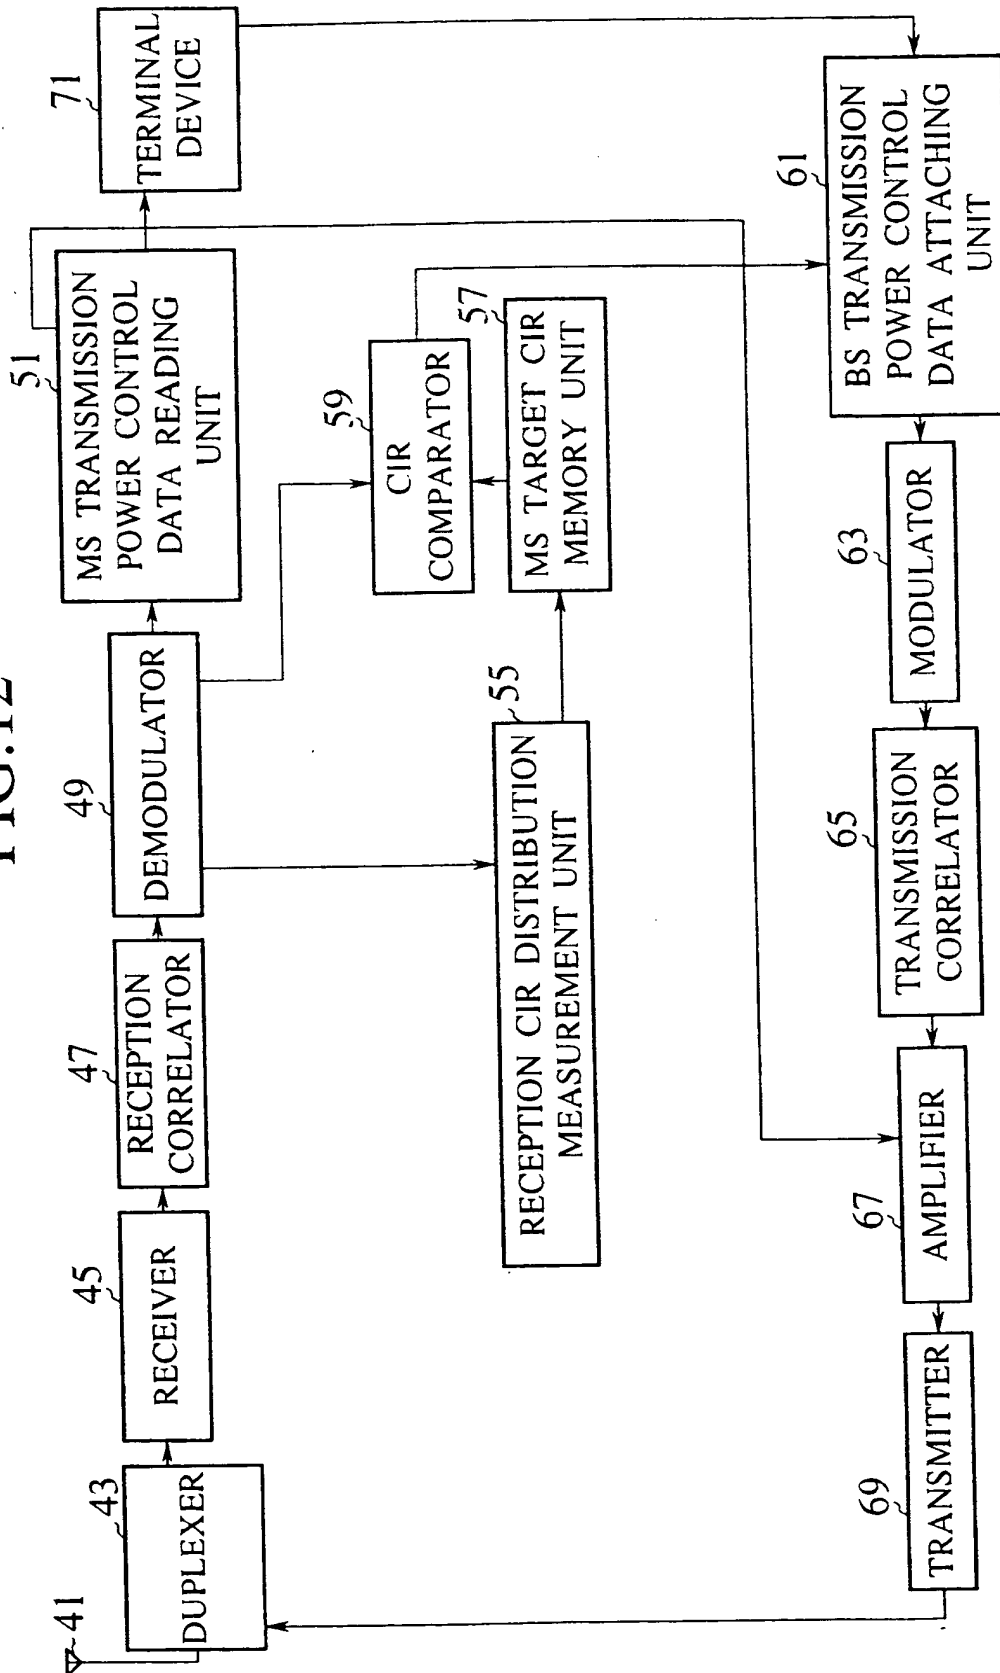 FIG.12
41
43
DUPLEXER
45
RECEIVER
47
RECEPTION
CORRELATOR
49
DEMODULATOR
51
MS TRANSMISSION
POWER CONTROL
DATA READING
UNIT
71
TERMINAL
DEVICE
55
RECEPTION CIR DISTRIBUTION
MEASUREMENT UNIT
59
CIR
COMPARATOR
57
MS TARGET CIR
MEMORY UNIT
69
TRANSMITTER
67
AMPLIFIER
65
TRANSMISSION
CORRELATOR
63
MODULATOR
61
BS TRANSMISSION
POWER CONTROL
DATA ATTACHING
UNIT